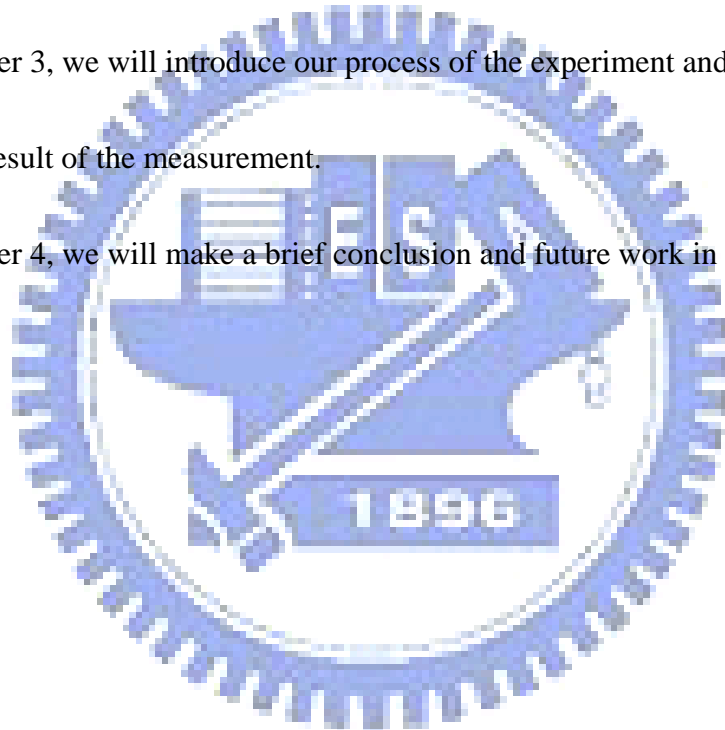 er 3, we will introduce our process of the experiment and
esult of the measurement.
E S A
er 4, we will make a brief conclusion and future work in
1896